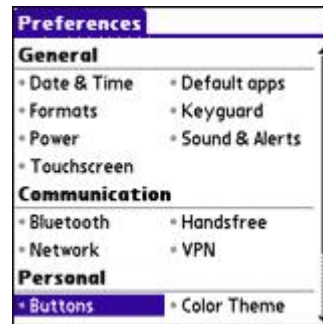 Preferences
General
Date & Time Default apps
Formats Keyguard
Power Sound & Alerts
Touchscreen
Communication
Bluetooth Handsfree
Network VPN
Personal
Buttons Color Theme